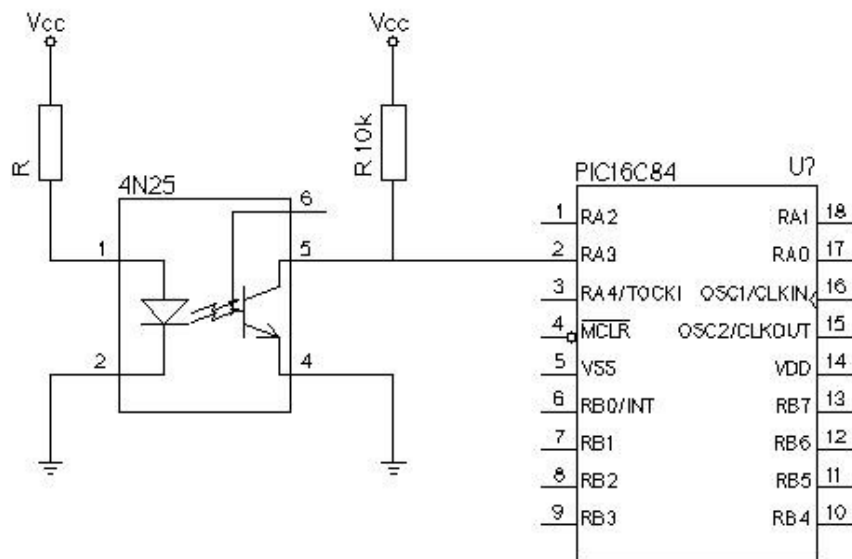 Vcc
Vcc
R
R 10k
4N25
6
1
5
2
4
PIC16C84 U?
1 RA2 RA1 18
2 RA3 RA0 17
3 RA4/TOCKI OSC1/CLKIN 16
4 MCLR OSC2/CLKOUT 15
5 VSS VDD 14
6 RB0/INT RB7 13
7 RB1 RB6 12
8 RB2 RB5 11
9 RB3 RB4 10